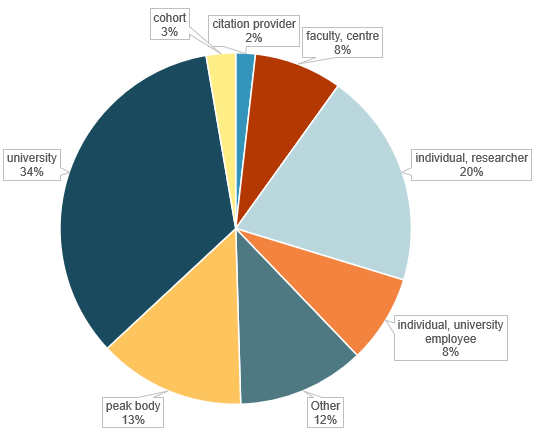 cohort
3%
citation provider
2%
faculty, centre
8%
individual, researcher
20%
individual, university
employee
8%
Other
12%
peak body
13%
university
34%